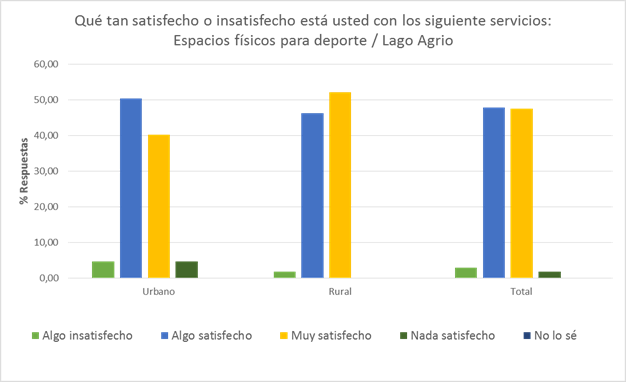 Qué tan satisfecho o insatisfecho está usted con los siguiente servicios:
Espacios físicos para deporte / Lago Agrio
60,00
50,00
40,00
30,00
20,00
10,00
0,00
% Respuestas
Urbano
Rural
Total
Algo insatisfecho
Algo satisfecho
Muy satisfecho
Nada satisfecho
No lo sé